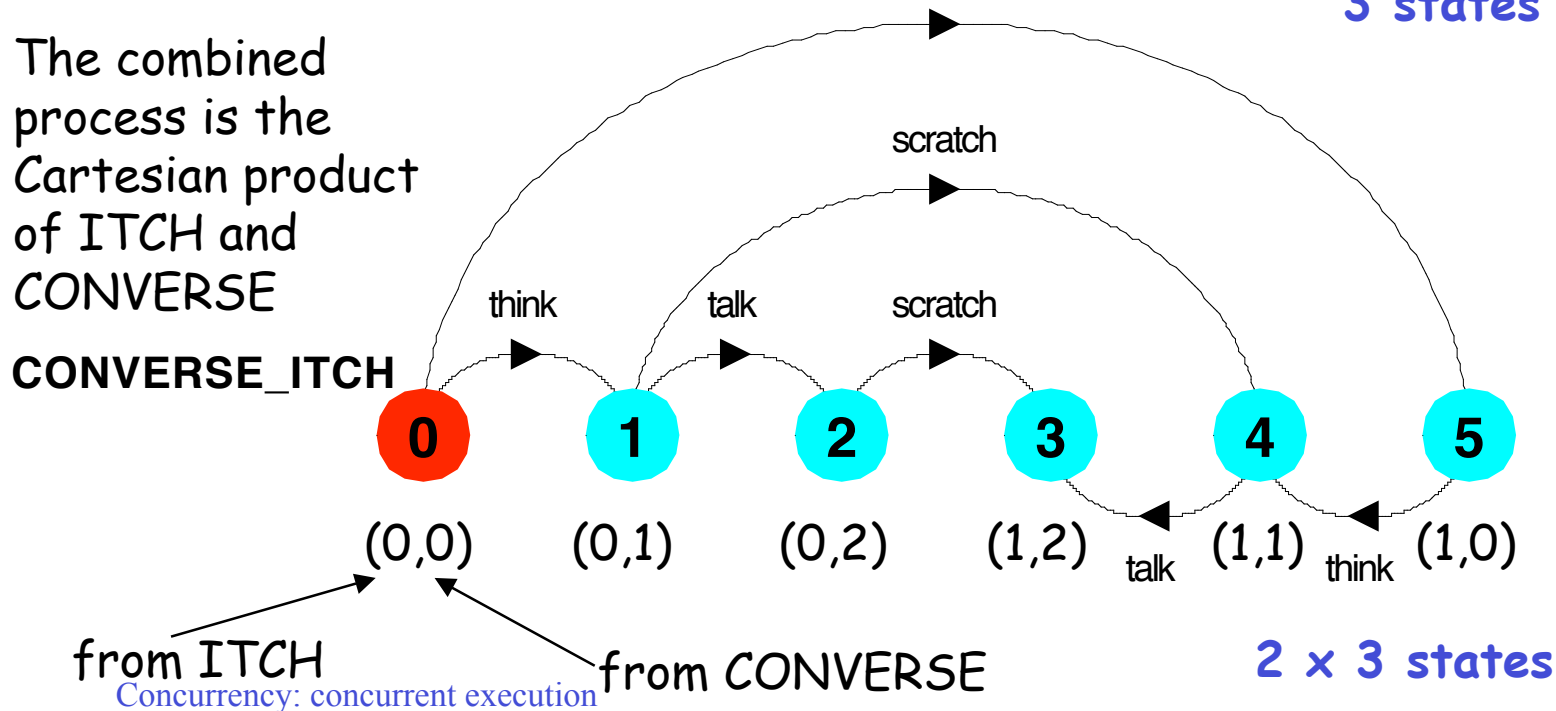 3 states
The combined
process is the
Cartesian product
of ITCH and
CONVERSE
scratch
think talk scratch
CONVERSE_ITCH
0 1 2 3 4 5
(0,0) (0,1) (0,2) (1,2) (1,1) (1,0)
talk think
from ITCH from CONVERSE
2 x 3 states
Concurrency: concurrent execution